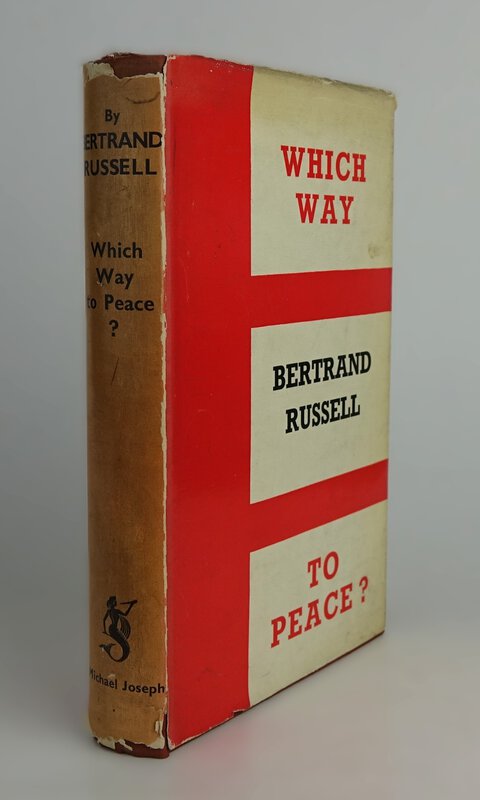 By
BERTRAND
RUSSELL
Which
Way
to Peace
?
Michael Joseph
WHICH
WAY
BERTRAND
RUSSELL
TO
PEACE?